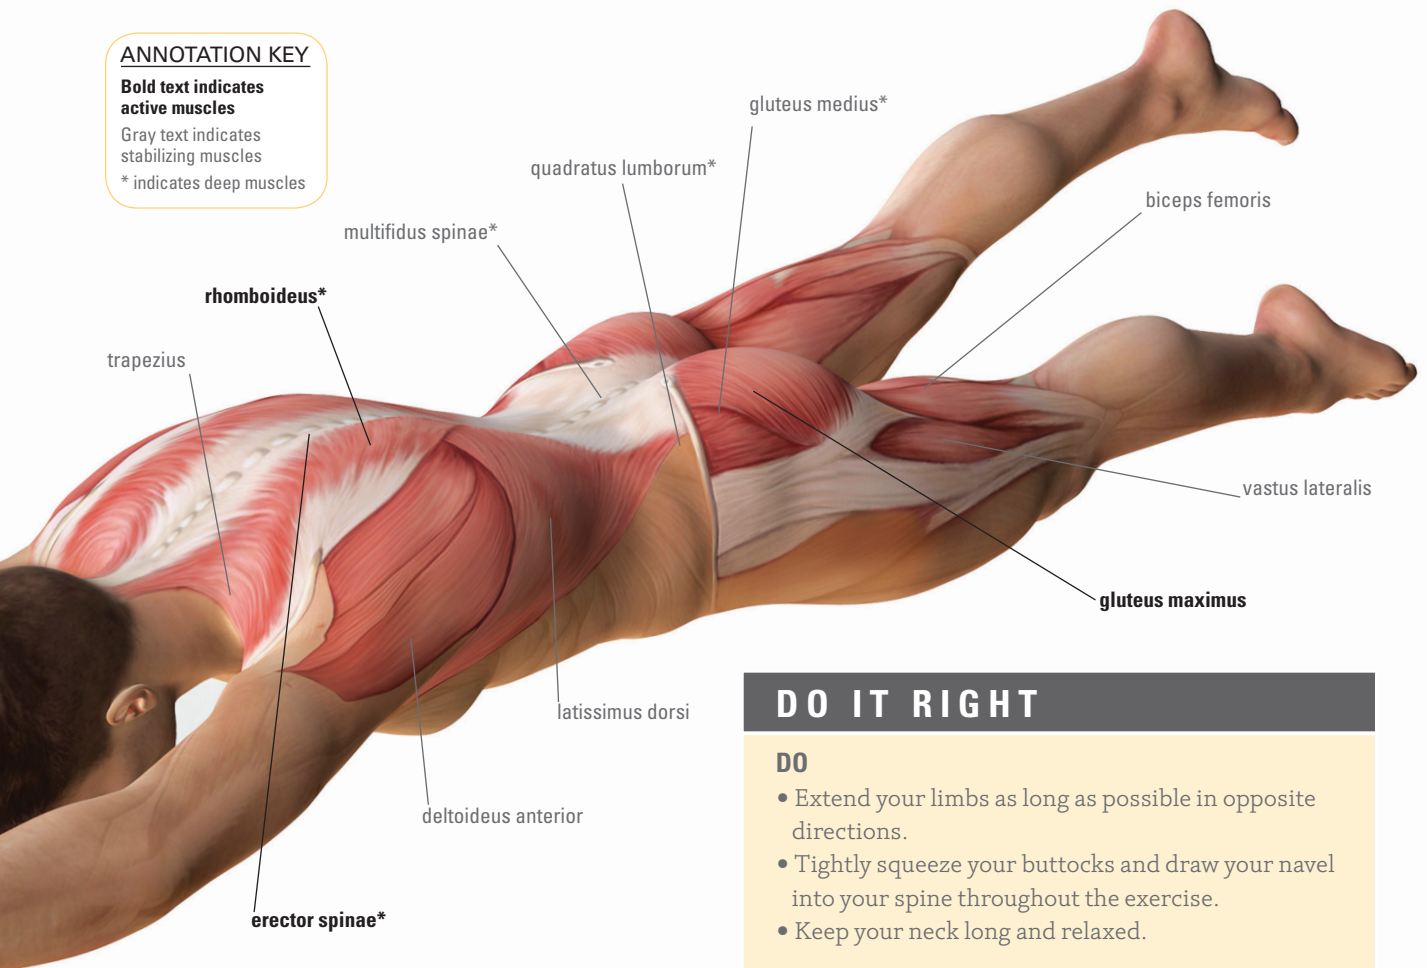 ANNOTATION KEY
Bold text indicates
active muscles
Gray text indicates
stabilizing muscles
* indicates deep muscles
gluteus medius*
quadratus lumborum*
biceps femoris
multifidus spinae*
rhomboideus*
trapezius
vastus lateralis
gluteus maximus
latissimus dorsi
deltoideus anterior
erector spinae*
DO IT RIGHT
DO
• Extend your limbs as long as possible in opposite
directions.
• Tightly squeeze your buttocks and draw your navel
into your spine throughout the exercise.
• Keep your neck long and relaxed.